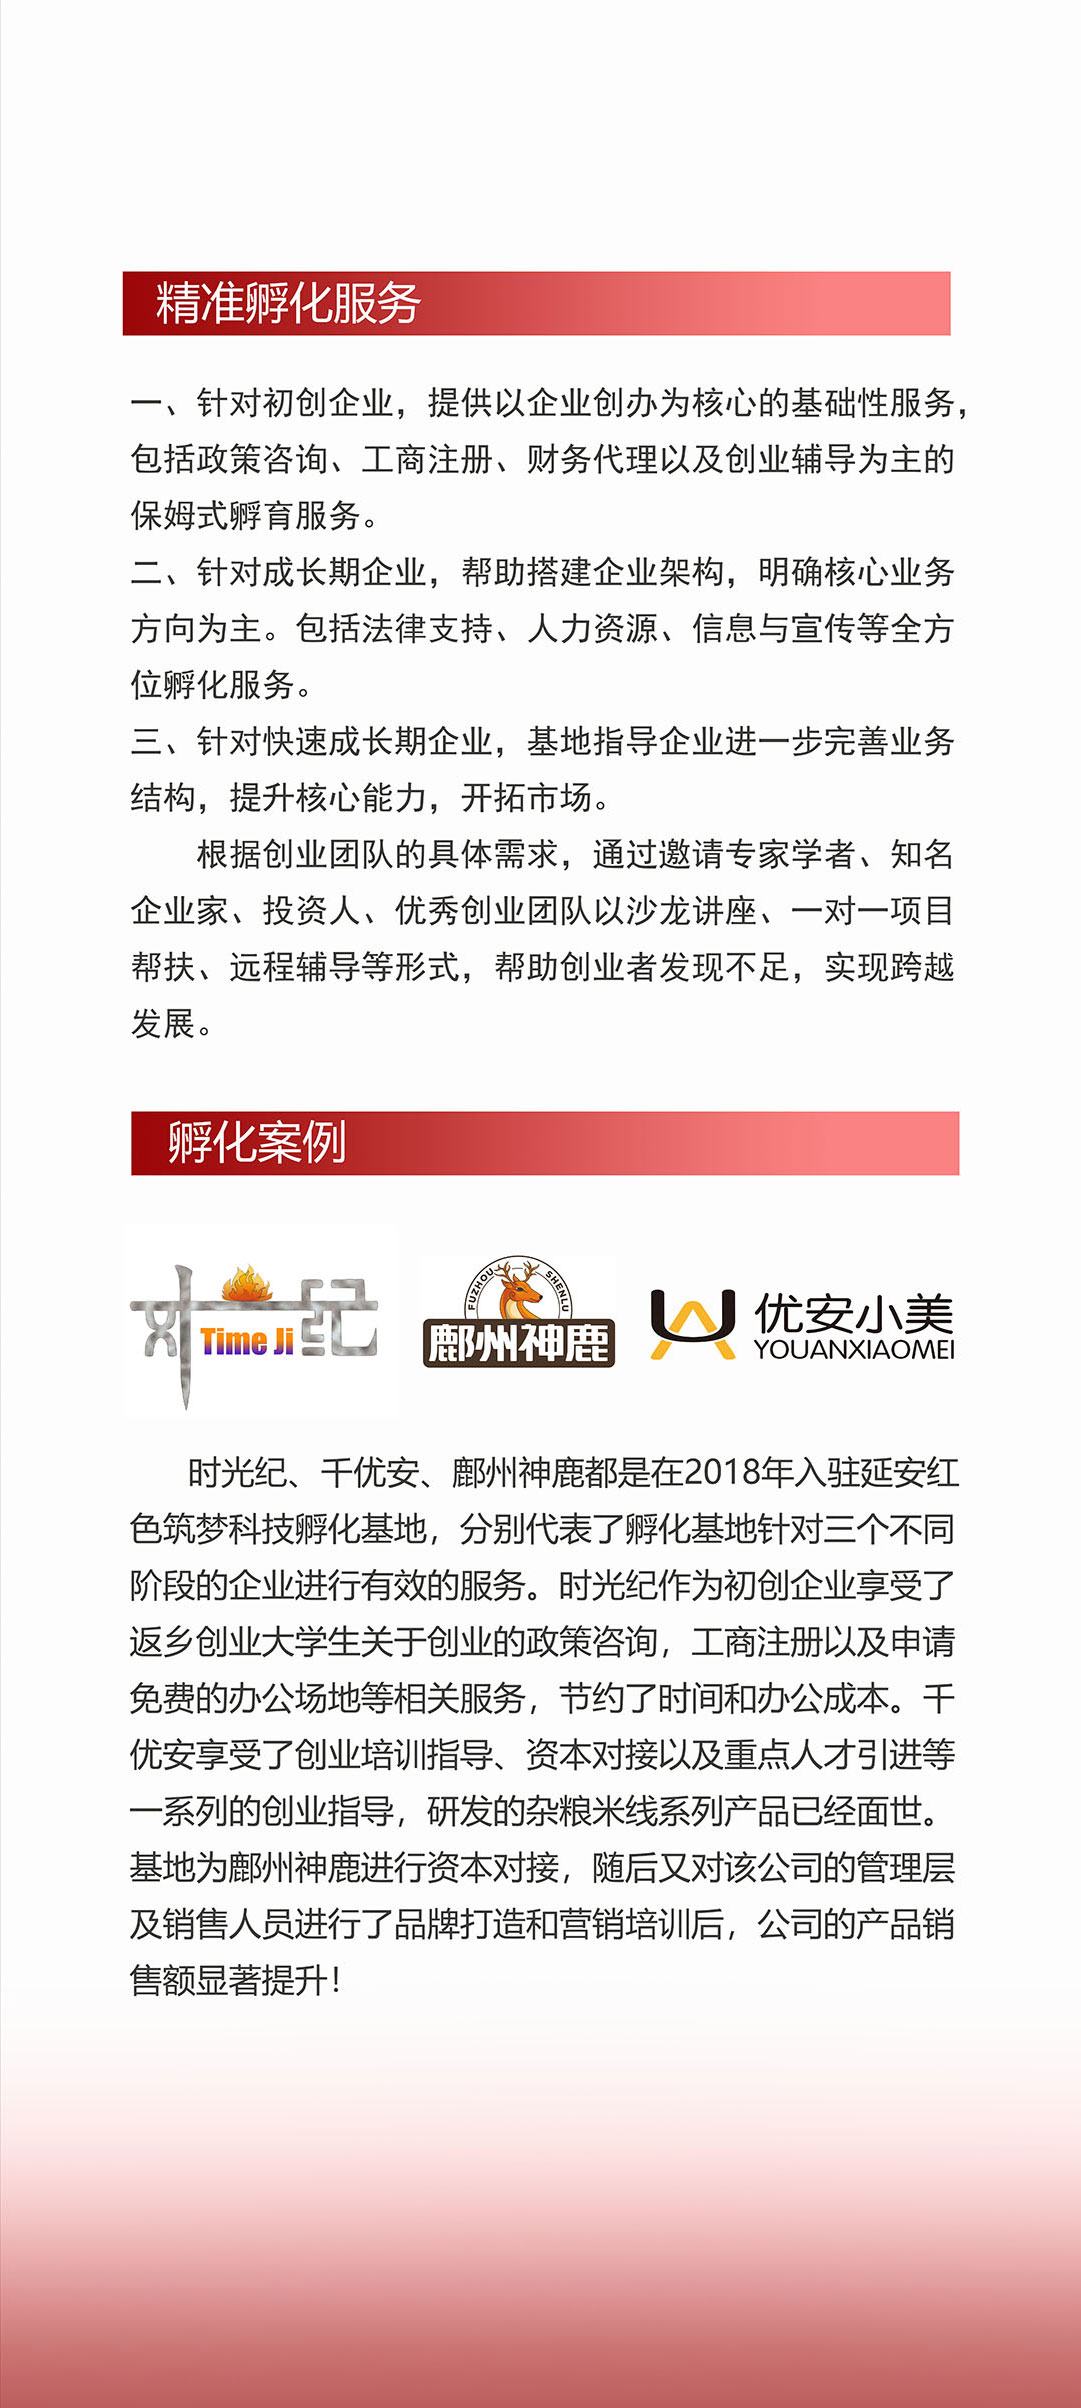 精准孵化服务
一、针对初创企业，提供以企业创办为核心的基础性服务，
包括政策咨询、工商注册、财务代理以及创业辅导为主的
保姆式孵育服务。
二、针对成长期企业，帮助搭建企业架构，明确核心业务
方向为主。包括法律支持、人力资源、信息与宣传等全方
位孵化服务。
三、针对快速成长期企业，基地指导企业进一步完善业务
结构，提升核心能力，开拓市场。
根据创业团队的具体需求，通过邀请专家学者、知名
企业家、投资人、优秀创业团队以沙龙讲座、一对一项目
帮扶、远程辅导等形式，帮助创业者发现不足，实现跨越
发展。
孵化案例
时光纪
Time Ji
FUZHOU SHENLU
鄜州神鹿
优安小美
YOUANXIAOMEI
时光纪、千优安、鄜州神鹿都是在2018年入驻延安红
色筑梦科技孵化基地，分别代表了孵化基地针对三个不同
阶段的企业进行有效的服务。时光纪作为初创企业享受了
返乡创业大学生关于创业的政策咨询，工商注册以及申请
免费的办公场地等相关服务，节约了时间和办公成本。千
优安享受了创业培训指导、资本对接以及重点人才引进等
一系列的创业指导，研发的杂粮米线系列产品已经面世。
基地为鄜州神鹿进行资本对接，随后又对该公司的管理层
及销售人员进行了品牌打造和营销培训后，公司的产品销
售额显著提升！